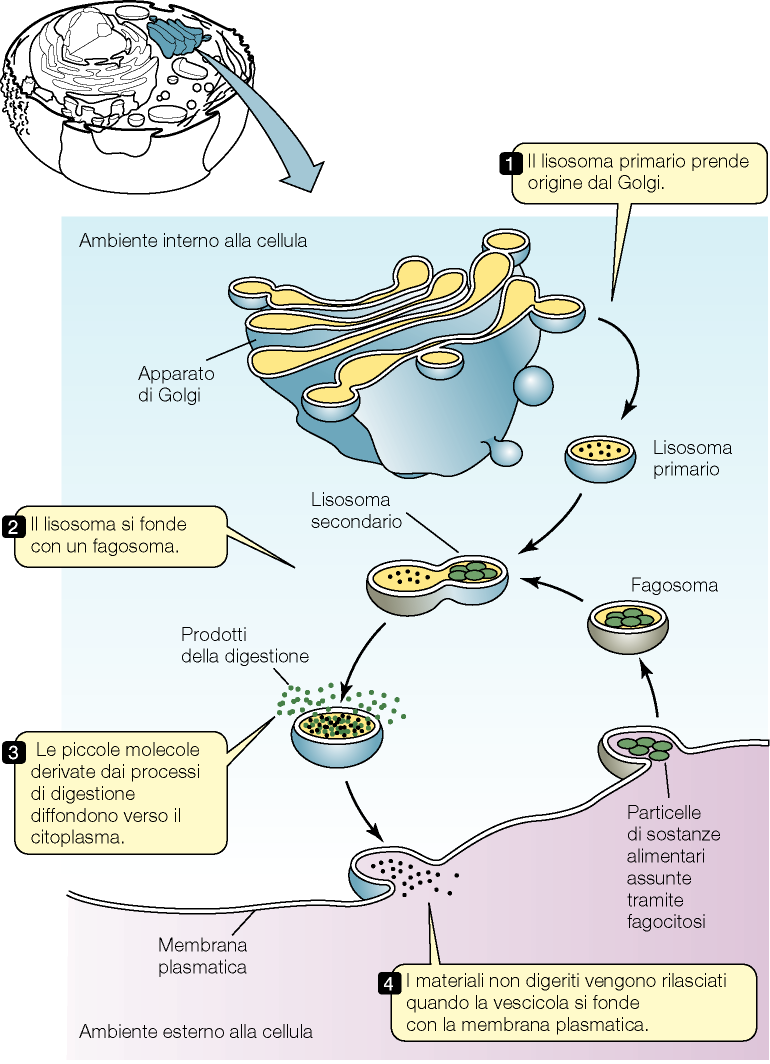 1 Il lisosoma primario prende
origine dal Golgi.
Ambiente interno alla cellula
Apparato
di Golgi
Lisosoma
primario
Lisosoma
secondario
2 Il lisosoma si fonde
con un fagosoma.
Fagosoma
Prodotti
della digestione
3 Le piccole molecole
derivate dai processi
di digestione
diffondono verso il
citoplasma.
Particelle
di sostanze
alimentari
assunte
tramite
fagocitosi
Membrana
plasmatica
4 I materiali non digeriti vengono rilasciati
quando la vescicola si fonde
con la membrana plasmatica.
Ambiente esterno alla cellula